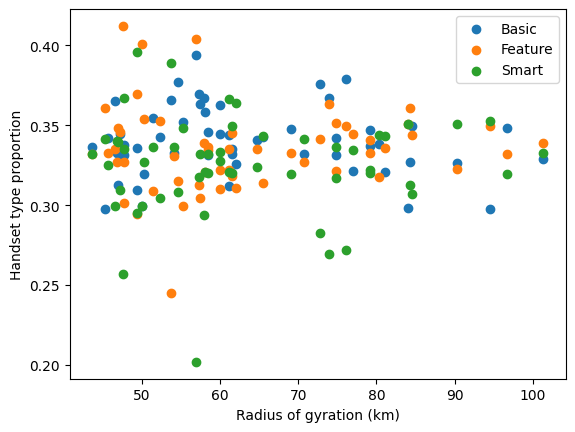 Basic
Feature
Smart
0.40
0.35
0.30
0.25
0.20
Handset type proportion
50 60 70 80 90 100
Radius of gyration (km)